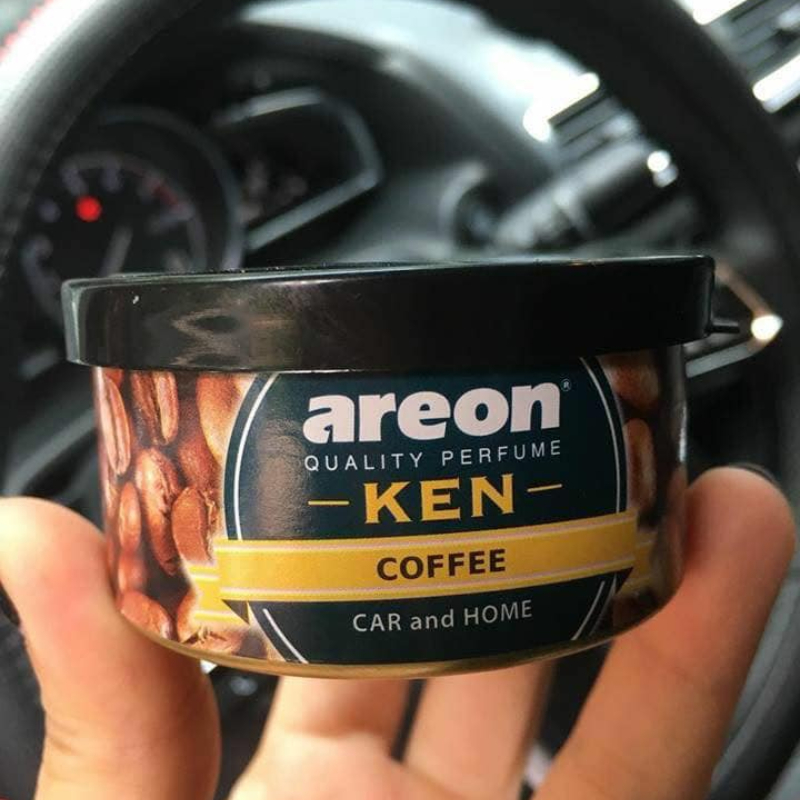 areon®
QUALITY PERFUME
KEN
COFFEE
CAR and HOME